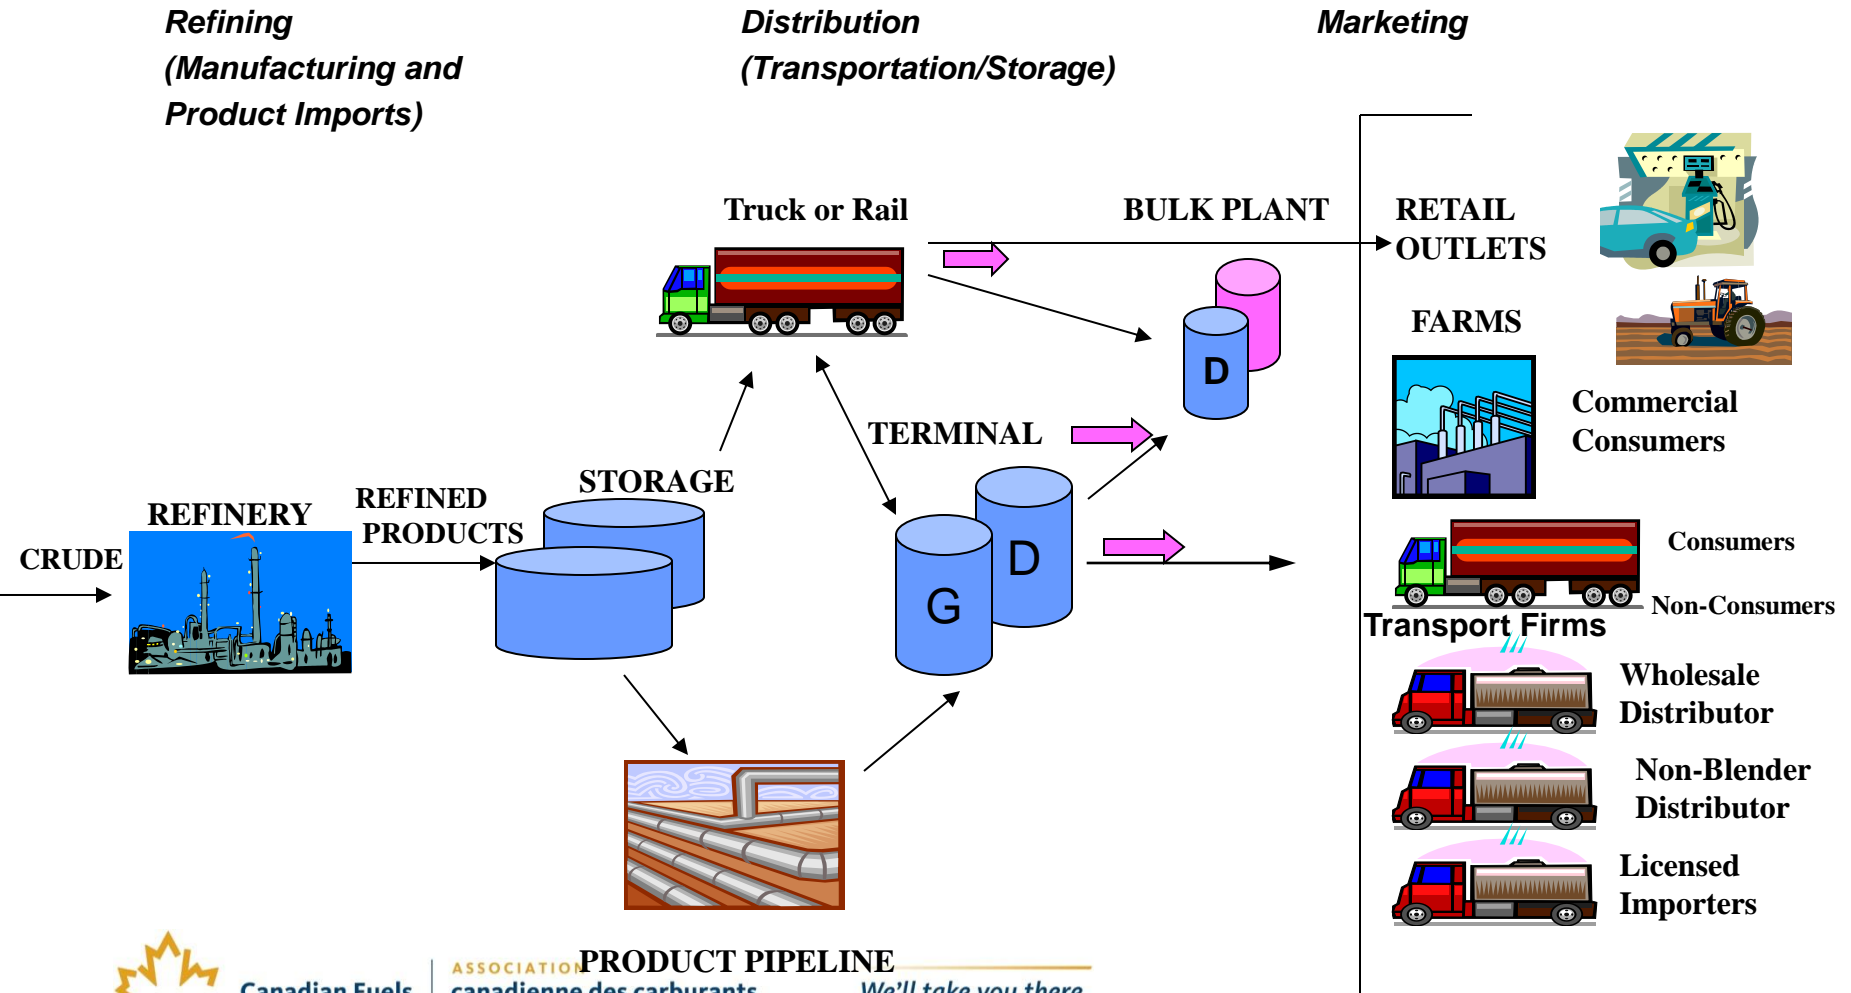 Refining
(Manufacturing and
Product Imports)
Distribution
(Transportation/Storage)
Marketing
Truck or Rail
BULK PLANT
RETAIL
OUTLETS
FARMS
D
Commercial
Consumers
TERMINAL
STORAGE
REFINED
PRODUCTS
REFINERY
CRUDE
D
G
Consumers
Non-Consumers
Transport Firms
Wholesale
Distributor
Non-Blender
Distributor
Licensed
Importers
PRODUCT PIPELINE
ASSOCIATION
Canadian Fuels
canadienne des carburants
We'll take you there